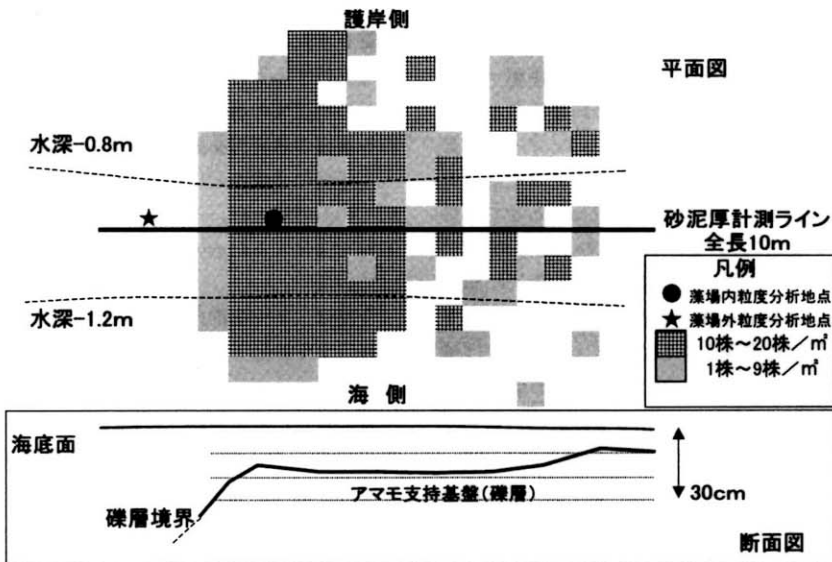 護岸側
平面図
水深-0.8m
砂泥厚計測ライン
全長10m
凡例
藻場内粒度分析地点
水深-1.2m
藻場外粒度分析地点
10株～20株／㎡
1株～9株／㎡
海 側
海底面
アマモ支持基盤(礫層)
30cm
礫層境界
断面図